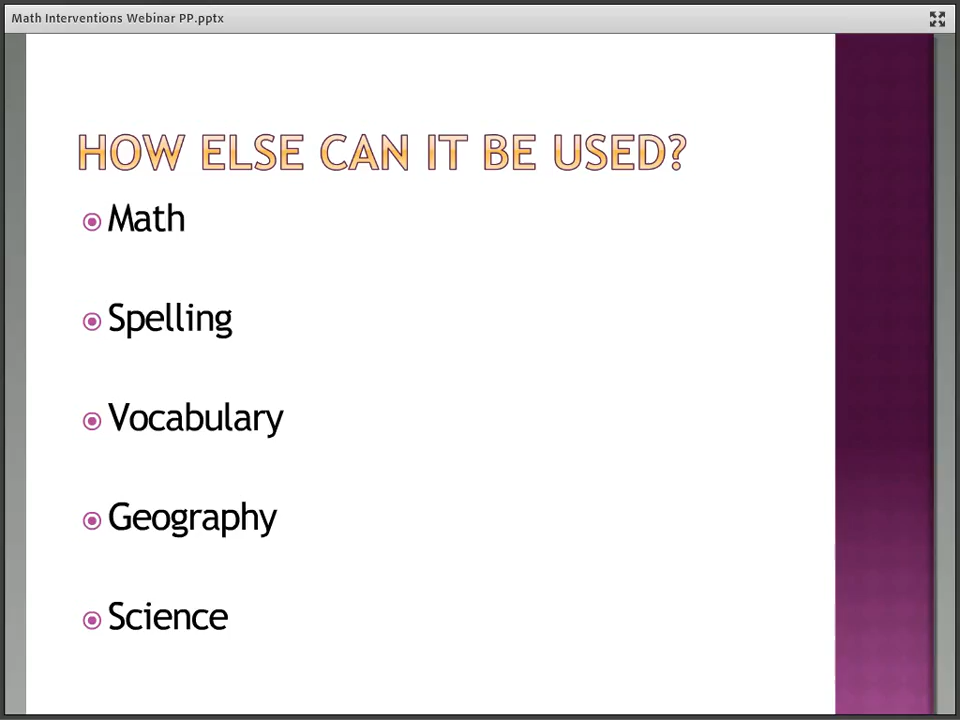 Math Interventions Webinar PP.pptx
HOW ELSE CAN IT BE USED?
Math
Spelling
Vocabulary
Geography
Science